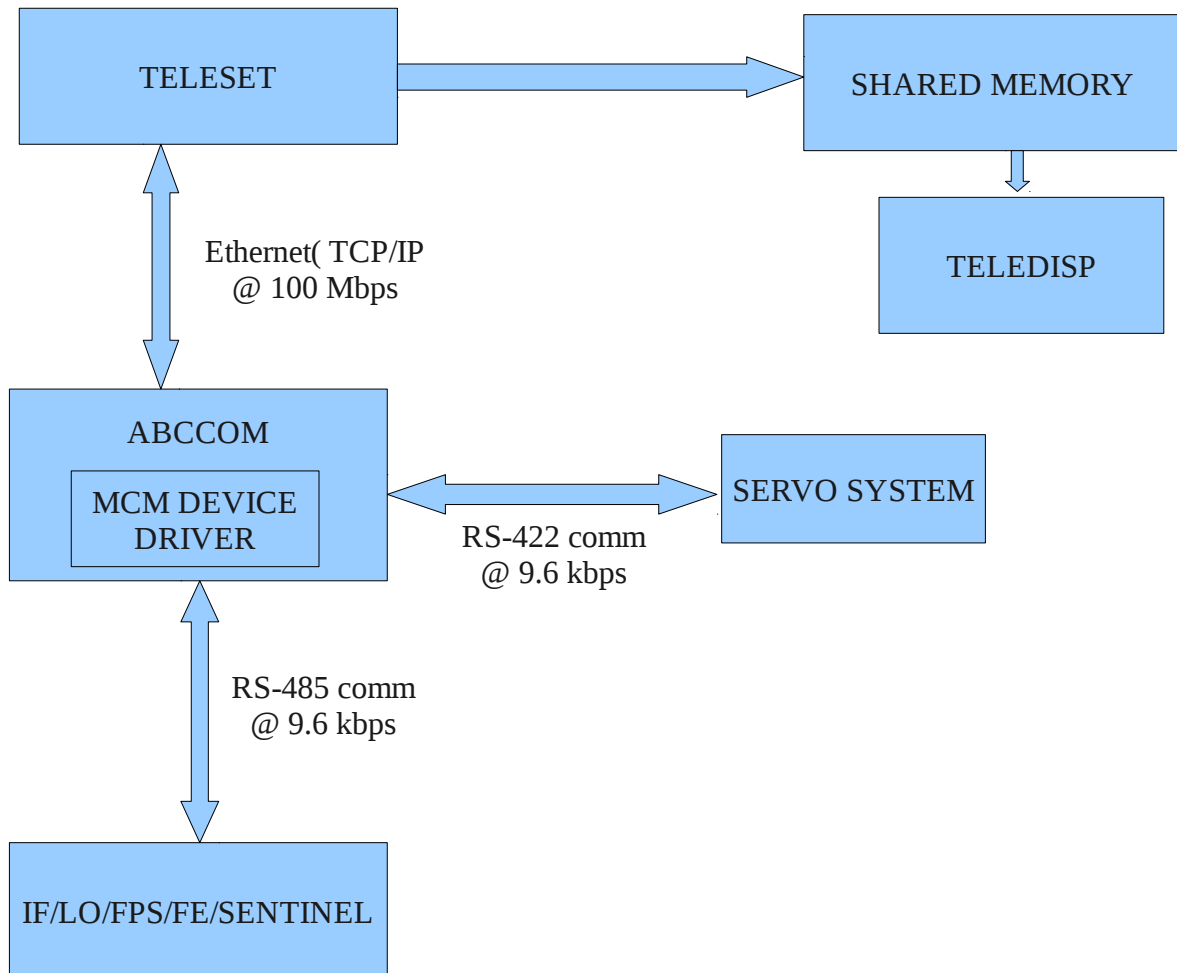 TELESET
SHARED MEMORY
TELEDISP
Ethernet( TCP/IP
@ 100 Mbps
ABCCOM
MCM DEVICE
DRIVER
SERVO SYSTEM
RS-422 comm
@ 9.6 kbps
RS-485 comm
@ 9.6 kbps
IF/LO/FPS/FE/SENTINEL